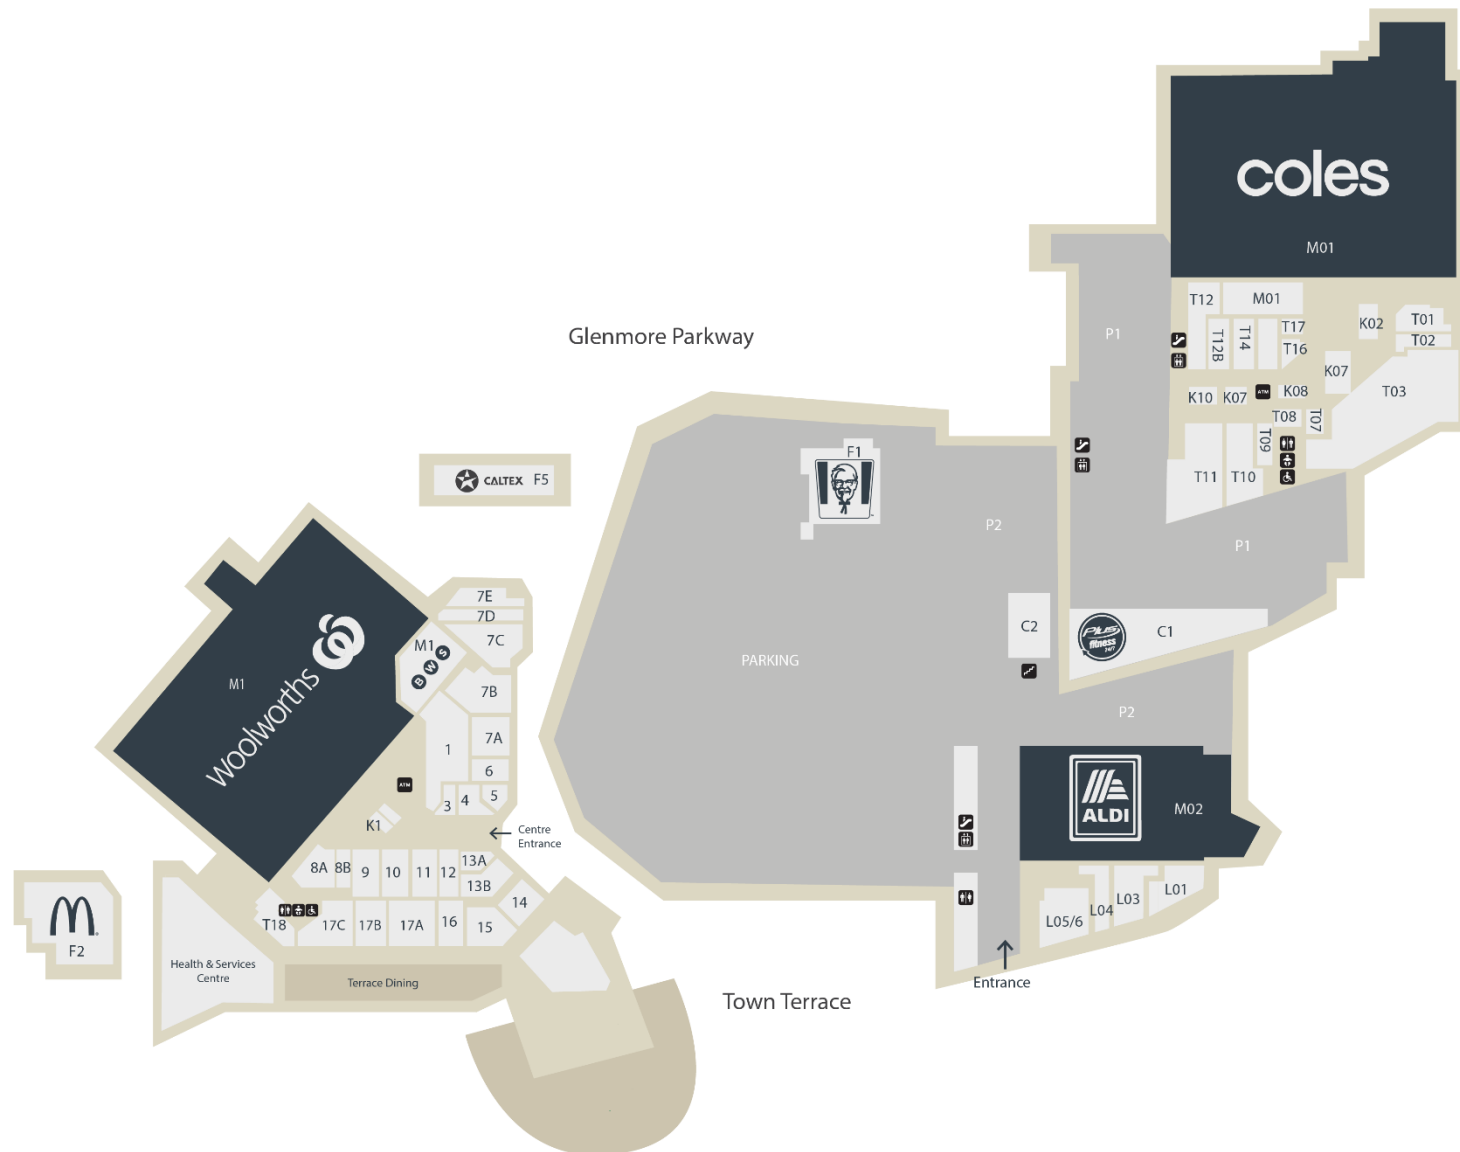 coles
M01
T12
M01
K02
T01
T02
T12B
T14
T17
T16
P1
Glenmore Parkway
K07
T03
K10
K07
ATM
K08
T08
T07
T09
T11
T10
F1
CALTEX F5
P2
P1
7E
7D
7C
M1
B W S
C2
Plus
fitness
24/7
C1
PARKING
M1
woolworths
7B
P2
7A
1
6
ATM
5
3
4
ALDI
M02
K1
Centre
Entrance
8A
8B
9
10
11
12
13A
13B
14
L01
L03
L04
L05/6
T18
17C
17B
17A
16
15
F2
Health & Services
Centre
Terrace Dining
Entrance
Town Terrace